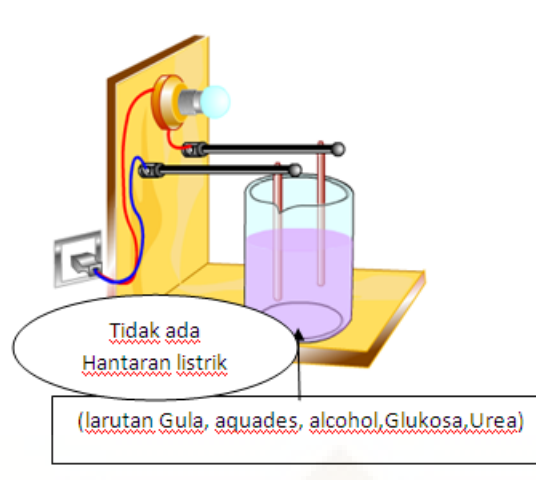 Tidak ada
Hantaran listrik
(larutan Gula, aquades, alcohol,Glukosa,Urea)